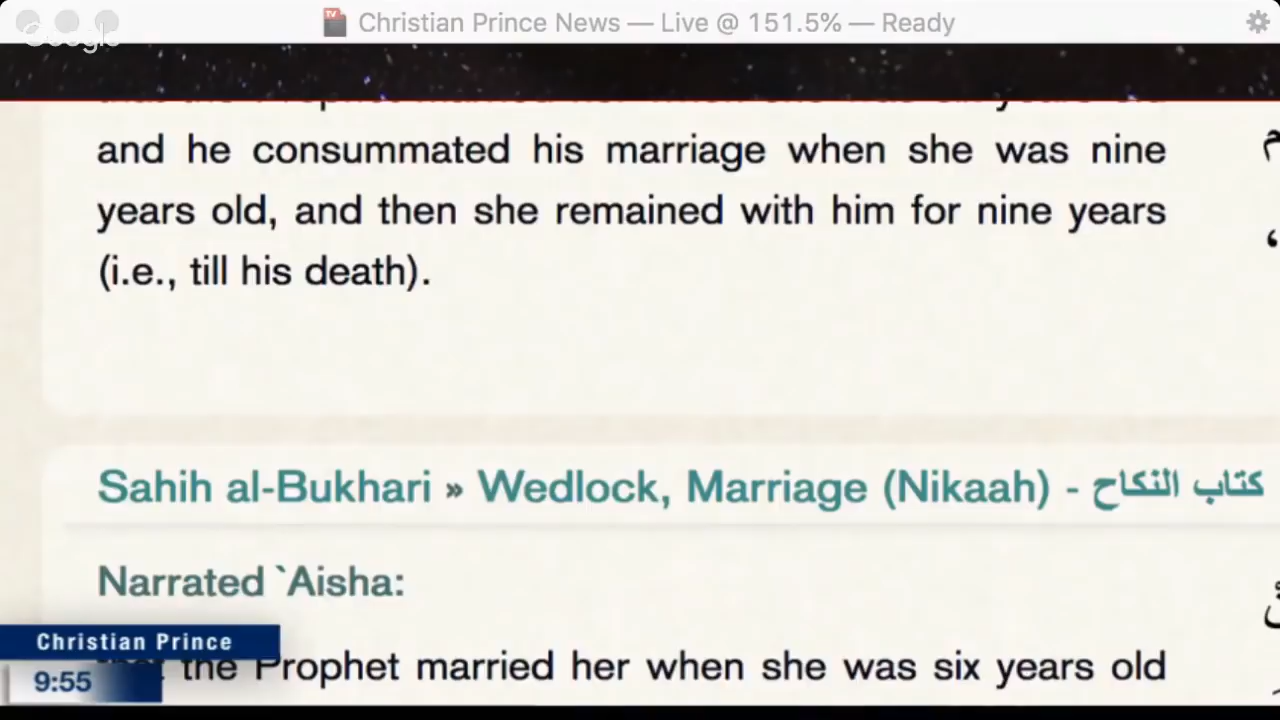 Christian Prince News — Live @ 151.5% — Ready
Google
and he consummated his marriage when she was nine
years old, and then she remained with him for nine years
(i.e., till his death).
Sahih al-Bukhari » Wedlock, Marriage (Nikaah) - كتاب النكاح
Narrated `Aisha:
that the Prophet married her when she was six years old
Christian Prince
9:55